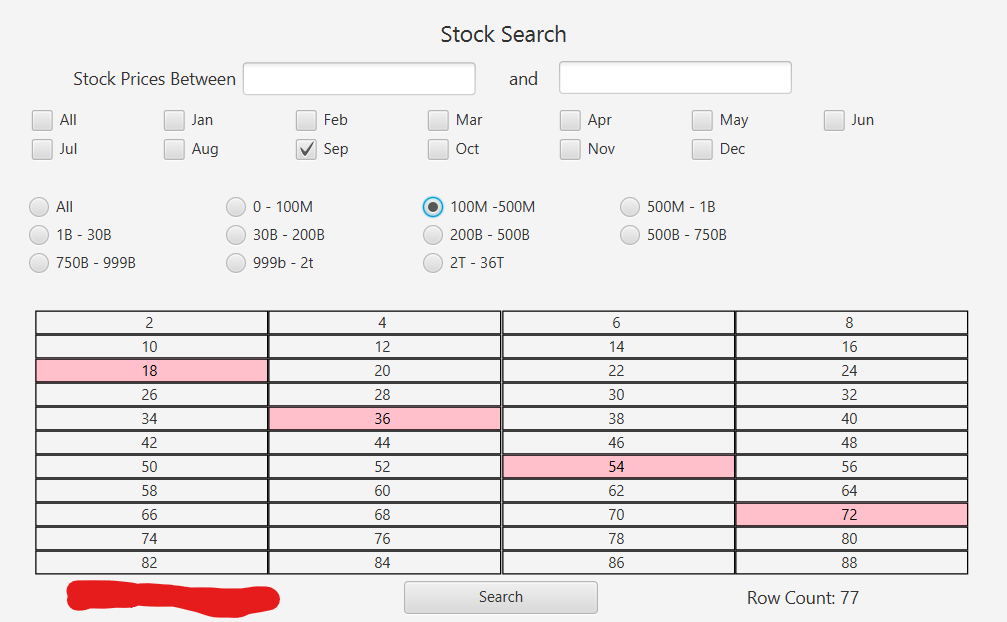 Stock Search
Stock Prices Between and
All Jan Feb Mar Apr May Jun
Jul Aug Sep Oct Nov Dec
All 0 - 100M 100M -500M 500M - 1B
1B - 30B 30B - 200B 200B - 500B 500B - 750B
750B - 999B 999b - 2t 2T - 36T
2 4 6 8
10 12 14 16
18 20 22 24
26 28 30 32
34 36 38 40
42 44 46 48
50 52 54 56
58 60 62 64
66 68 70 72
74 76 78 80
82 84 86 88
Search Row Count: 77